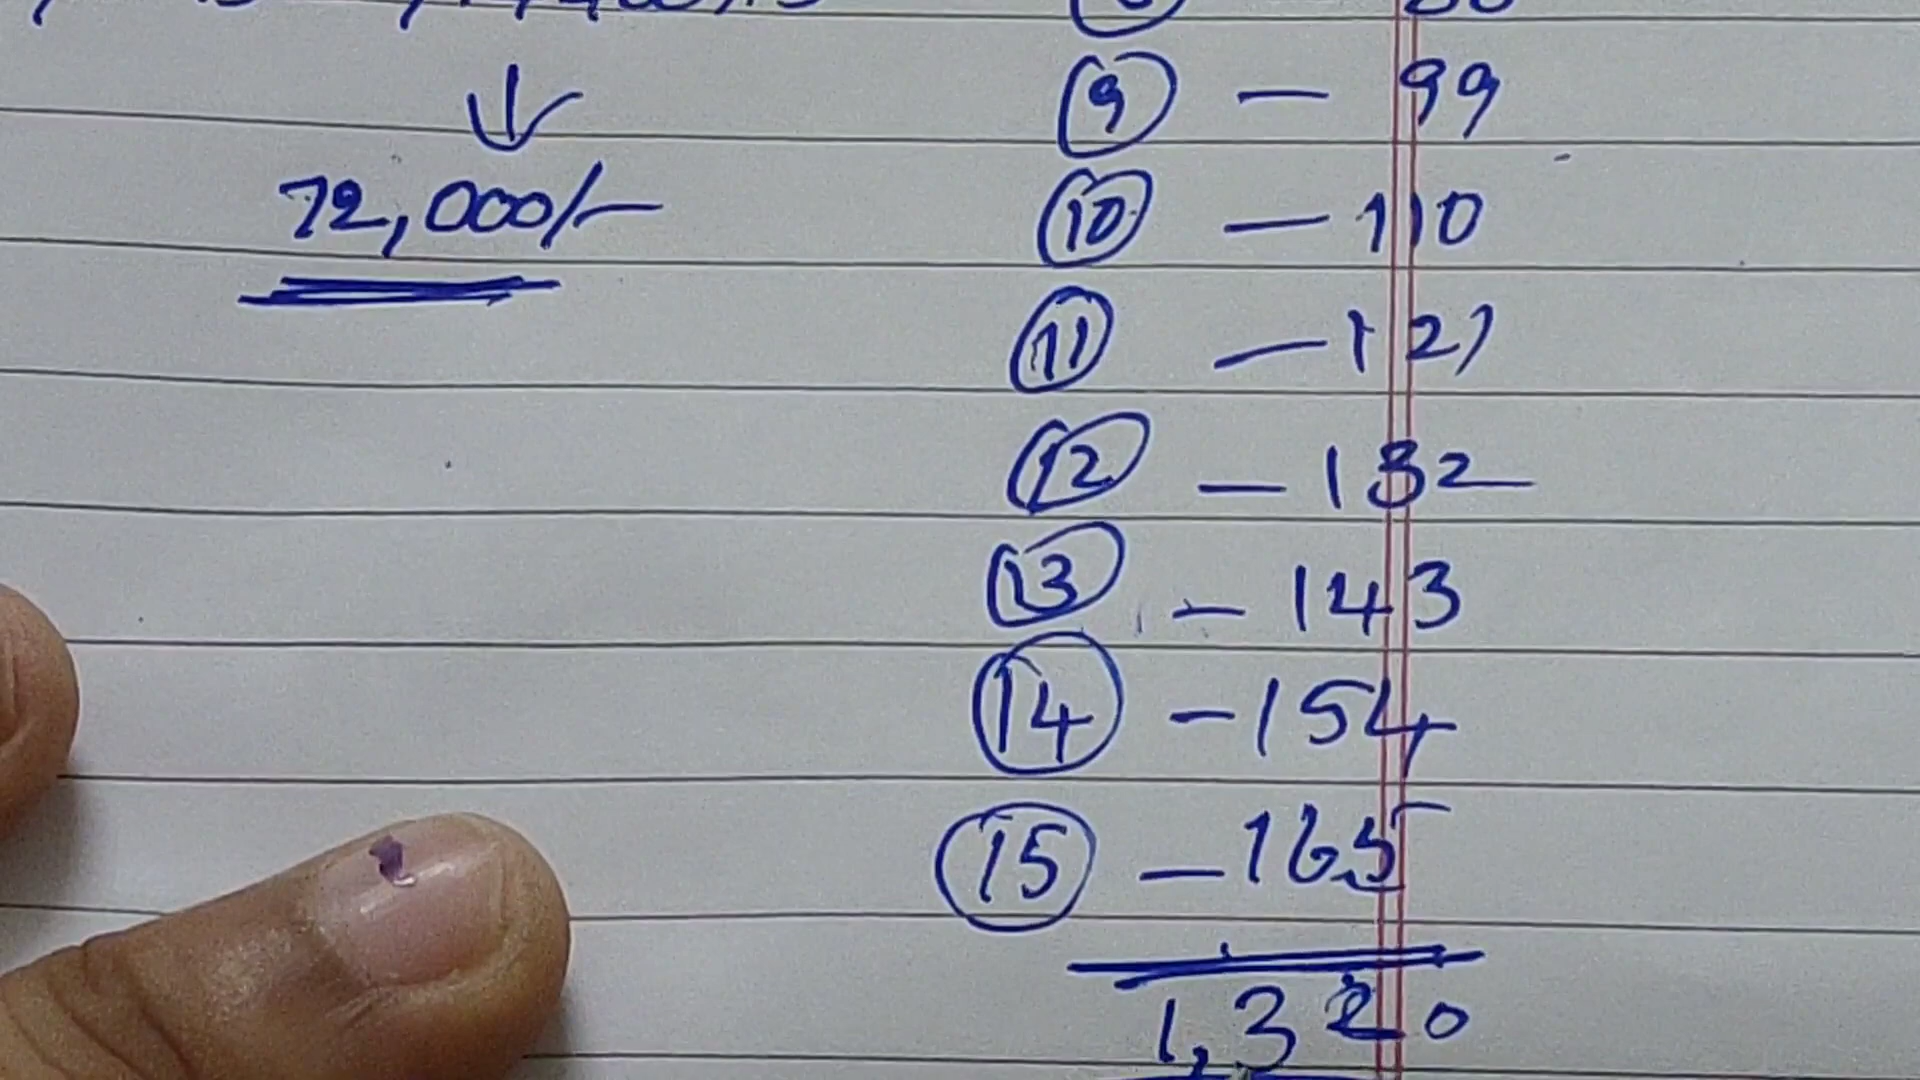 72,000/-
9 - 99
10 - 110
11 - 121
12 - 132
13 - 143
14 - 154
15 - 165
1,320